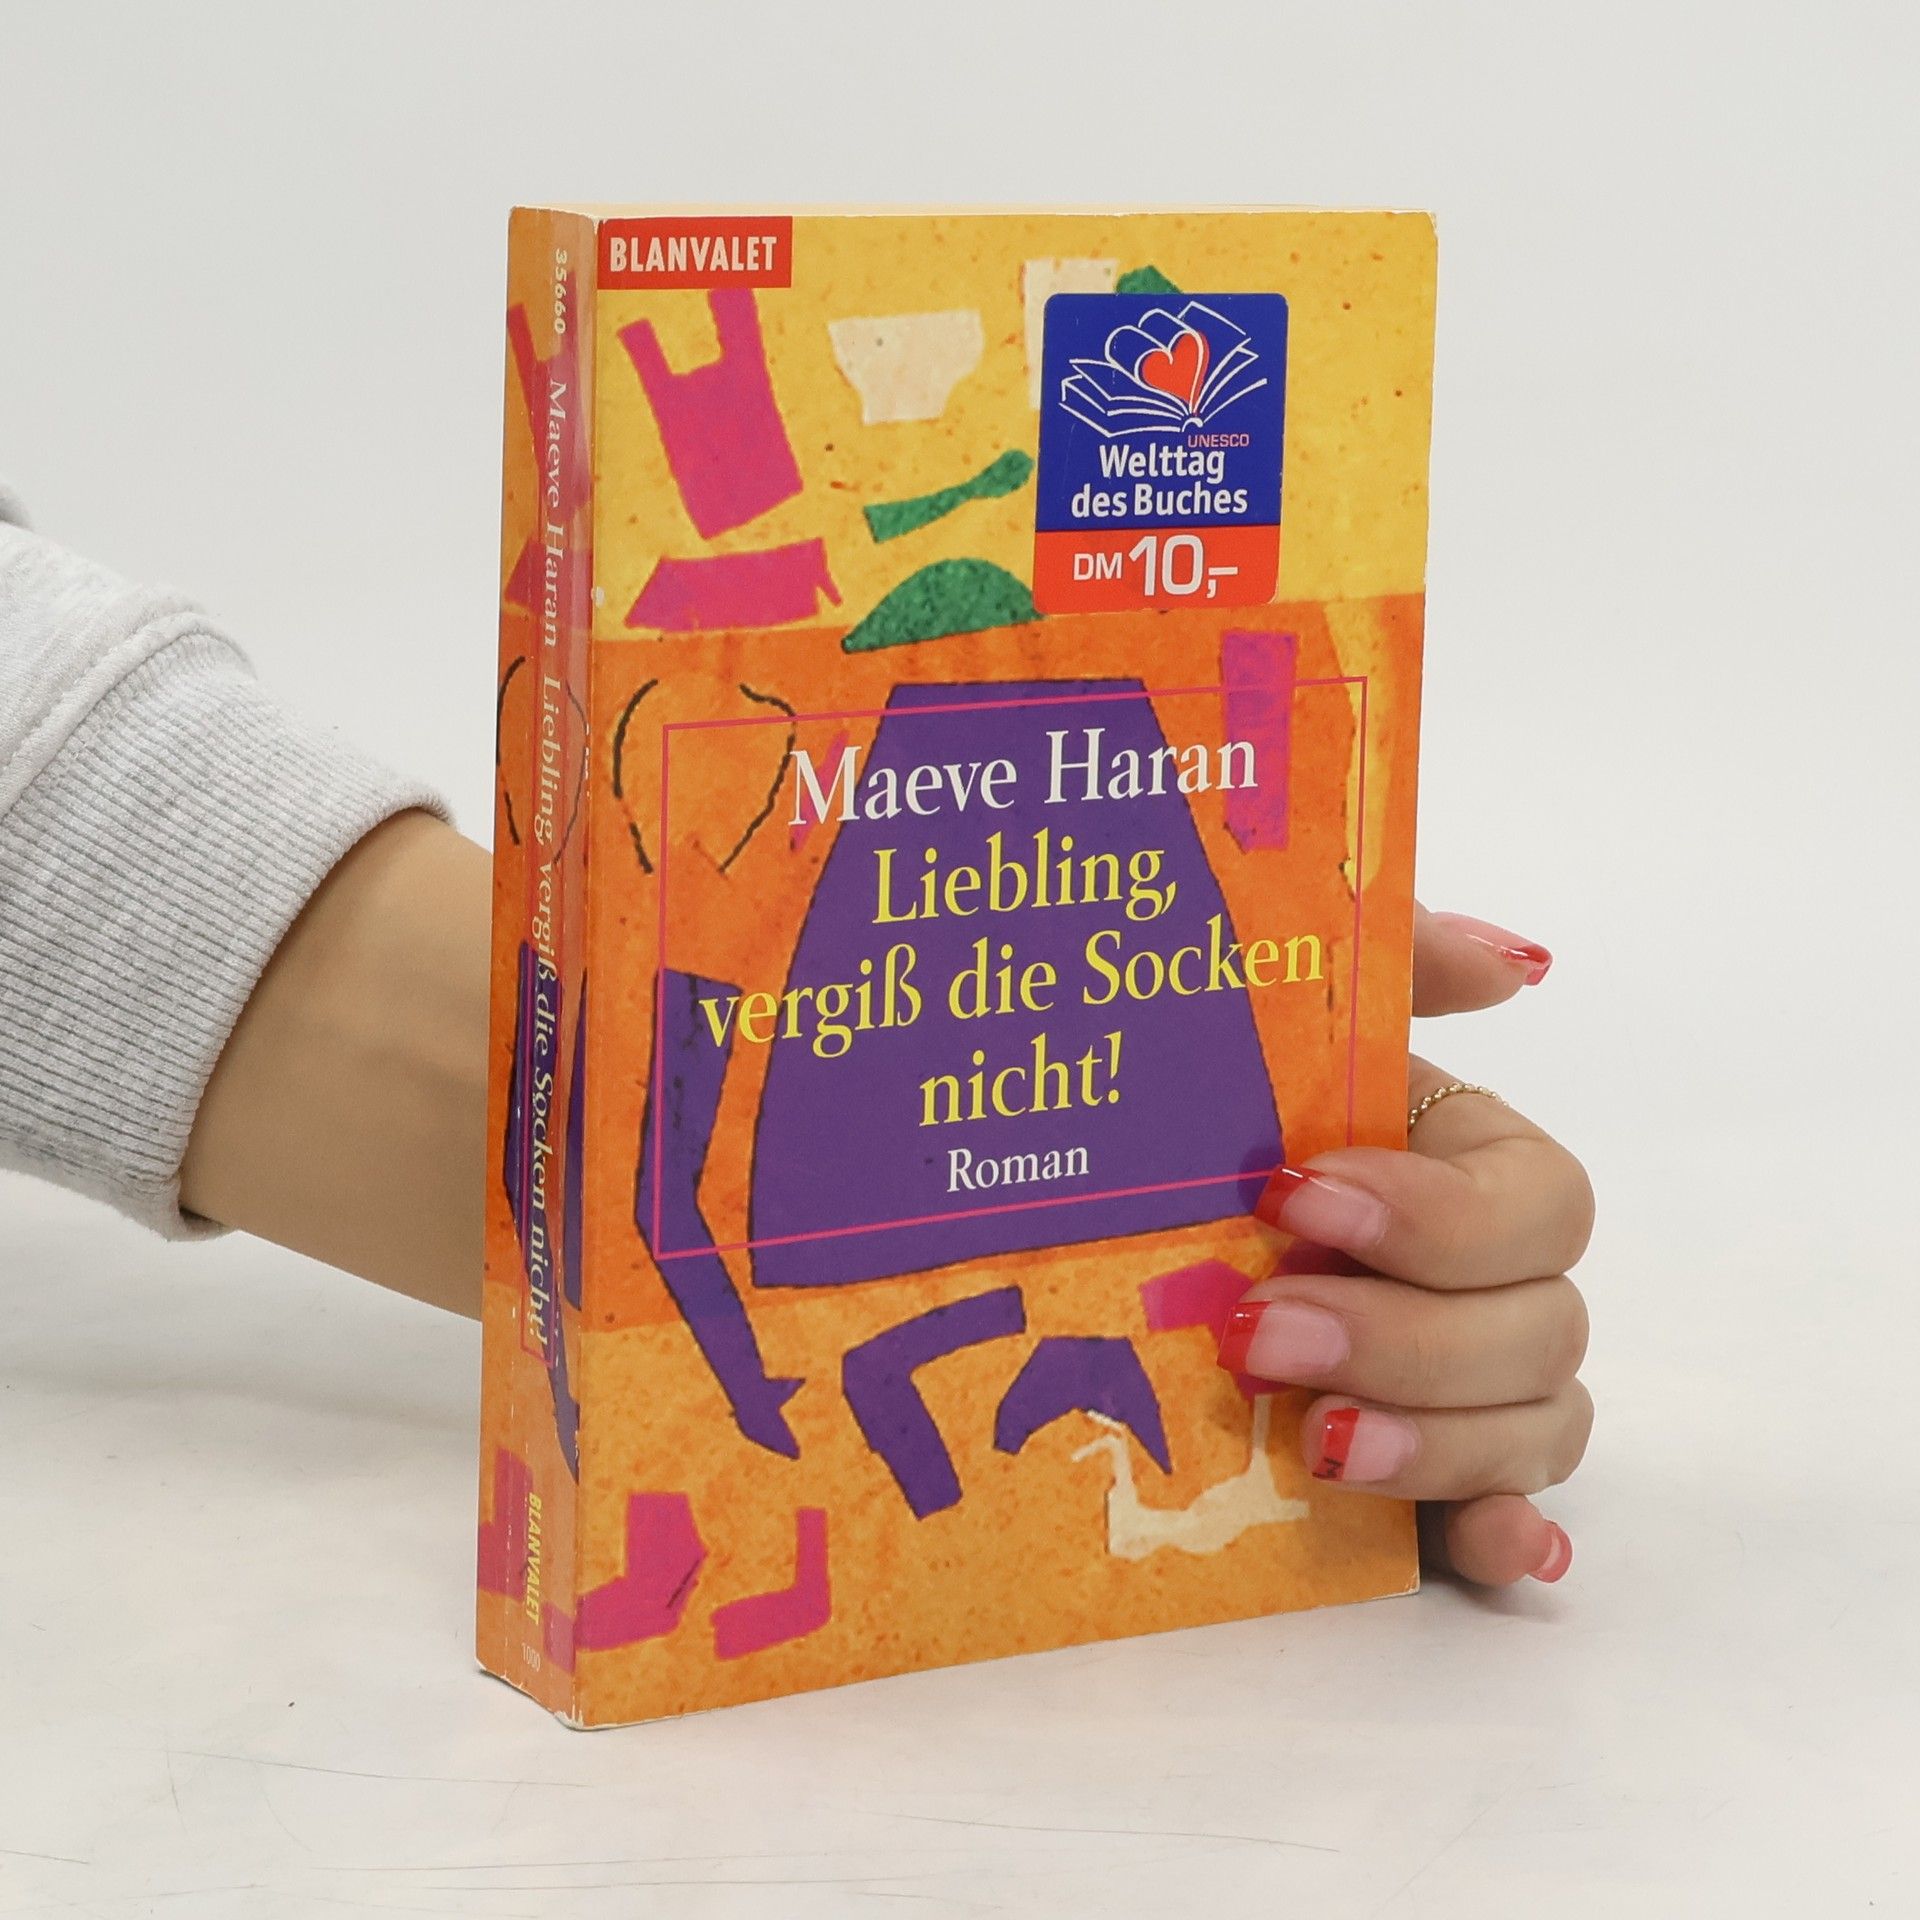 BLANVALET
UNESCO
Welttag
des Buches
DM 10,–
Maeve Haran
Liebling,
vergiß die Socken
nicht!
Roman
35660 Maeve Haran Liebling, vergiß die Socken nicht! BLANVALET
1000